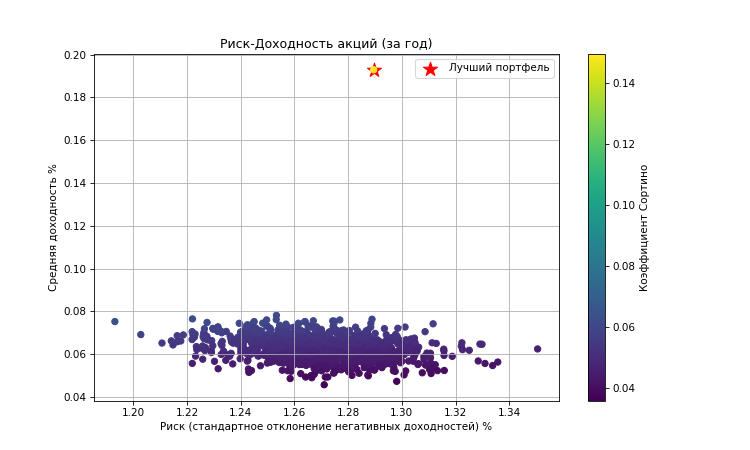 Риск-Доходность акций (за год)
Лучший портфель
0.20
0.18
0.16
0.14
0.12
0.10
0.08
0.06
0.04
Средняя доходность %
1.20 1.22 1.24 1.26 1.28 1.30 1.32 1.34
Риск (стандартное отклонение негативных доходностей) %
0.14
0.12
0.10
0.08
0.06
0.04
Коэффициент Сортино